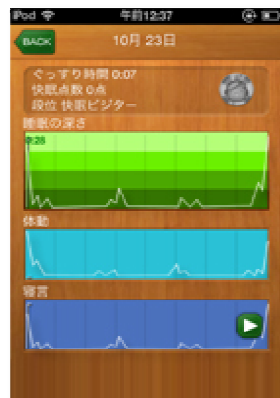 iPod 午前12:37
BACK 10月 23日
ぐっすり時間 0:07
快眠点数 0点
段位 快眠ビジター
睡眠の深さ
0:28
体動
寝言